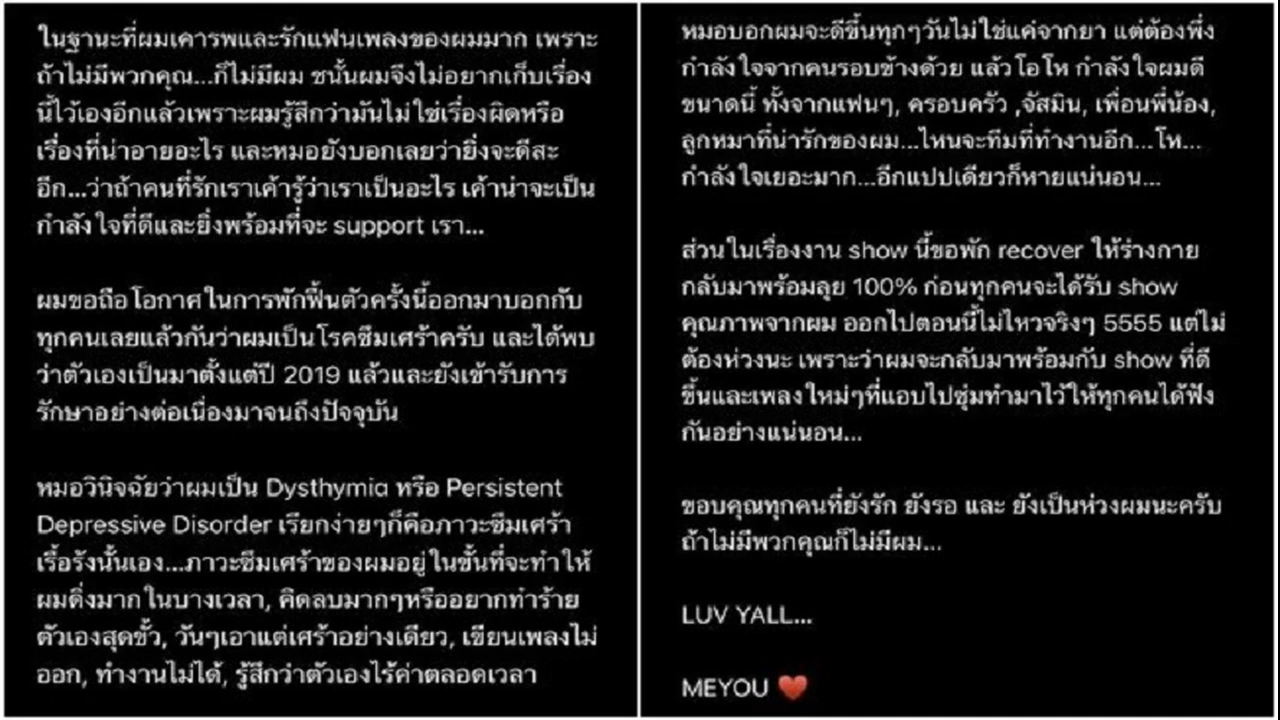 ในฐานะที่ผมเคารพและรักแฟนเพลงของผมมาก เพราะ
ถ้าไม่มีพวกคุณ...ก็ไม่มีผม ชนั้นผมจึงไม่อยากเก็บเรื่อง
นี้ไว้เองอีกแล้วเพราะผมรู้สึกว่ามันไม่ใช่เรื่องผิดหรือ
เรื่องที่น่าอายอะไร และหมอยังบอกเลยว่ายิ่งจะดีสะ
อีก...ว่าถ้าคนที่รักเราเค้ารู้ว่าเราเป็นอะไร เค้าน่าจะเป็น
กำลังใจที่ดีและยิ่งพร้อมที่จะ support เรา...
ผมขอถือโอกาศในการพักฟื้นตัวครั้งนี้ออกมาบอกกับ
ทุกคนเลยแล้วกันว่าผมเป็นโรคซึมเศร้าครับ และได้พบ
ว่าตัวเองเป็นมาตั้งแต่ปี 2019 แล้วและยังเข้ารับการ
รักษาอย่างต่อเนื่องมาจนถึงปัจจุบัน
หมอวินิจฉัยว่าผมเป็น Dysthymia หรือ Persistent
Depressive Disorder เรียกง่ายๆก็คือภาวะซึมเศร้า
เรื้อรังนั้นเอง...ภาวะซึมเศร้าของผมอยู่ในขั้นที่จะทำให้
ผมดิ่งมากในบางเวลา, คิดลบมากๆหรืออยากทำร้าย
ตัวเองสุดขั้ว, วันๆเอาแต่เศร้าอย่างเดียว, เขียนเพลงไม่
ออก, ทำงานไม่ได้, รู้สึกว่าตัวเองไร้ค่าตลอดเวลา
หมอบอกผมจะดีขึ้นทุกๆวันไม่ใช่แค่จากยา แต่ต้องพึ่ง
กำลังใจจากคนรอบข้างด้วย แล้วโอโห กำลังใจผมดี
ขนาดนี้ ทั้งจากแฟนๆ, ครอบครัว ,จัสมิน, เพื่อนพี่น้อง,
ลูกหมาที่น่ารักของผม...ไหนจะทีมที่ทำงานอีก...โห...
กำลังใจเยอะมาก...อีกแปปเดียวก็หายแน่นอน...
ส่วนในเรื่องงาน show นี้ขอพัก recover ให้ร่างกาย
กลับมาพร้อมลุย 100% ก่อนทุกคนจะได้รับ show
คุณภาพจากผม ออกไปตอนนี้ไม่ไหวจริงๆ 5555 แต่ไม่
ต้องห่วงนะ เพราะว่าผมจะกลับมาพร้อมกับ show ที่ดี
ขึ้นและเพลงใหม่ๆที่แอบไปซุ่มทำมาไว้ให้ทุกคนได้ฟัง
กันอย่างแน่นอน...
ขอบคุณทุกคนที่ยังรัก ยังรอ และ ยังเป็นห่วงผมนะครับ
ถ้าไม่มีพวกคุณก็ไม่มีผม...
LUV YALL...
MEYOU ❤️